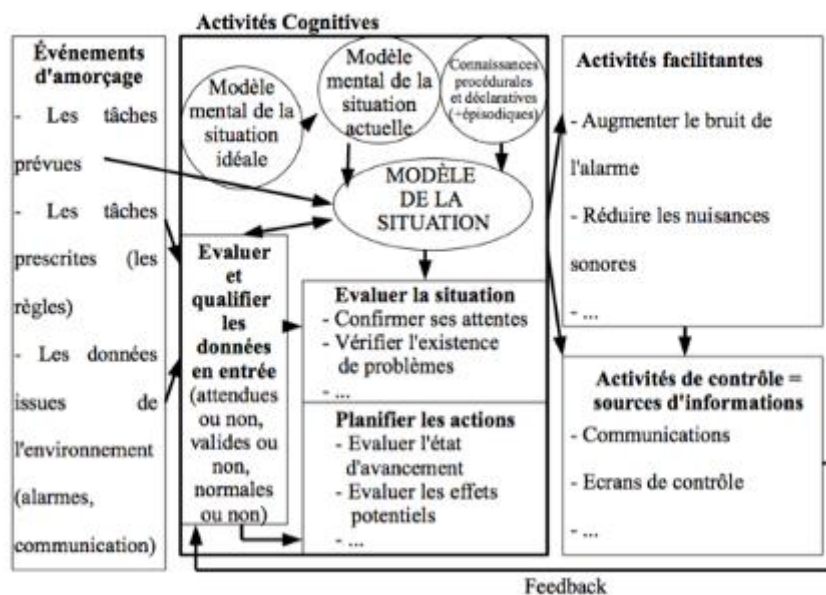 Activités Cognitives
Événements
d'amorçage
- Les tâches
prévues
- Les tâches
prescrites (les
règles)
- Les données
issues de
l'environnement
(alarmes,
communication)
Modèle
mental de la
situation
idéale
Modèle
mental de la
situation
actuelle
Connaissances
procédurales
et déclaratives
(+épisodiques)
MODÈLE
DE LA
SITUATION
Evaluer
et
qualifier
les
données
en entrée
(attendues
ou non,
valides ou
non,
normales
ou non)
Evaluer la situation
- Confirmer ses attentes
- Vérifier l'existence
de problèmes
- ...
Planifier les actions
- Evaluer l'état
d'avancement
- Evaluer les effets
potentiels
- ...
Activités facilitantes
- Augmenter le bruit de
l'alarme
- Réduire les nuisances
sonores
- ...
Activités de contrôle =
sources d'informations
- Communications
- Ecrans de contrôle
- ...
Feedback